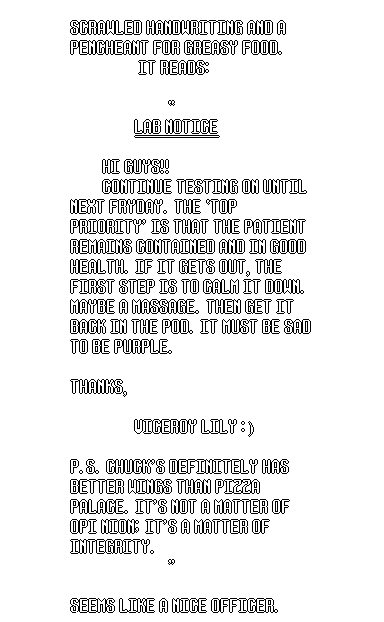 SCRAWLED HANDWRITING AND A
PENCHEANT FOR GREASY FOOD.
IT READS:
"
LAB NOTICE
HI GUYS!!
CONTINUE TESTING ON UNTIL
NEXT FRYDAY. THE 'TOP
PRIORITY' IS THAT THE PATIENT
REMAINS CONTAINED AND IN GOOD
HEALTH. IF IT GETS OUT, THE
FIRST STEP IS TO CALM IT DOWN.
MAYBE A MASSAGE. THEN GET IT
BACK IN THE POD. IT MUST BE SAD
TO BE PURPLE.
THANKS,
VICEROY LILY :)
P.S. CHUCK'S DEFINITELY HAS
BETTER WINGS THAN PIZZA
PALACE. IT'S NOT A MATTER OF
OPI NION; IT'S A MATTER OF
INTEGRITY.
"
SEEMS LIKE A NICE OFFICER.